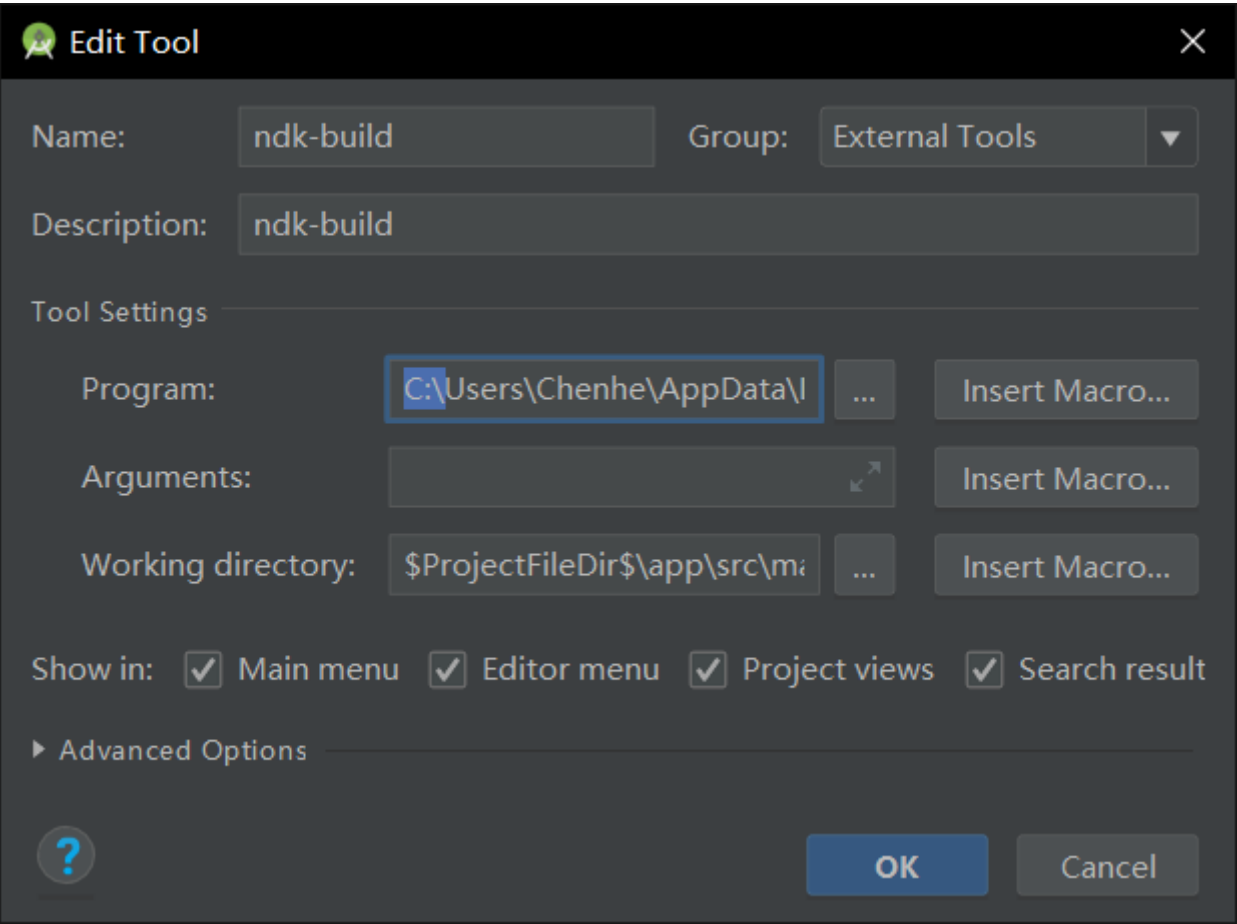 Edit Tool
Name: ndk-build Group: External Tools
Description: ndk-build
Tool Settings
Program: C:\Users\Chenhe\AppData\ ... Insert Macro...
Arguments: Insert Macro...
Working directory: $ProjectFileDir$\app\src\ma ... Insert Macro...
Show in: Main menu Editor menu Project views Search result
Advanced Options
?
OK Cancel